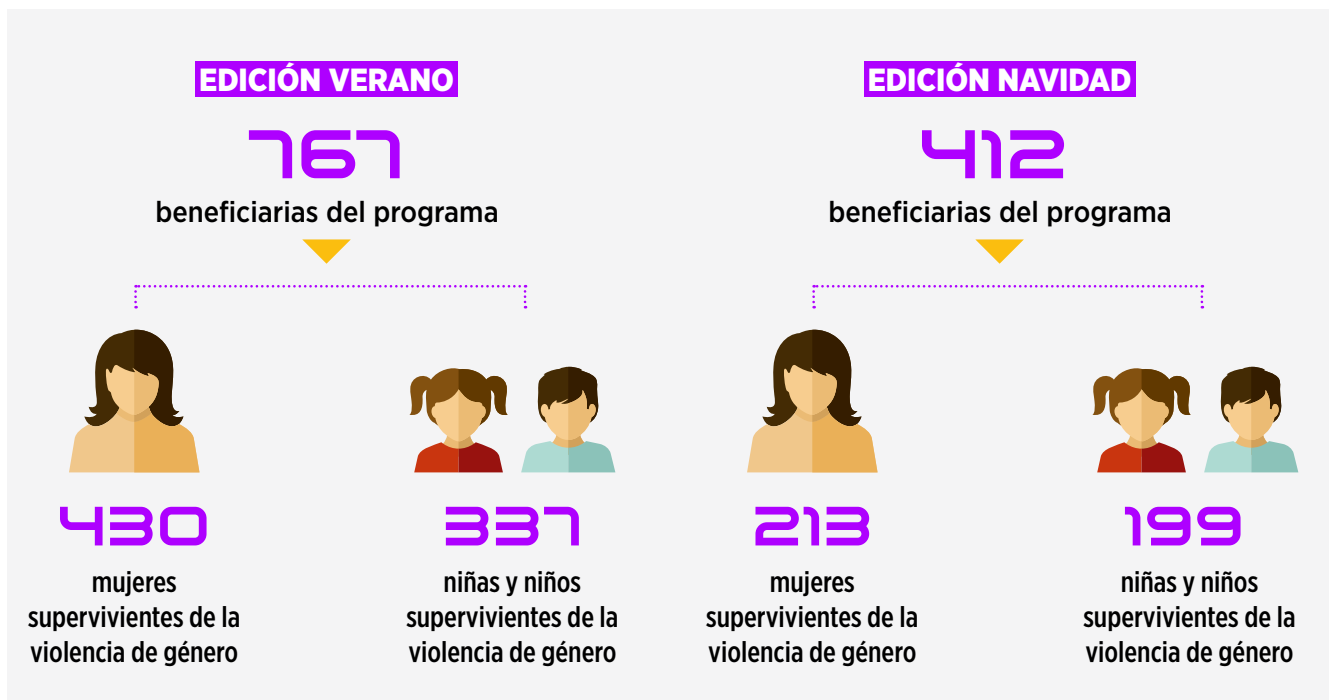 EDICIÓN VERANO
767
beneficiarias del programa
430
mujeres
supervivientes de la
violencia de género
337
niñas y niños
supervivientes de la
violencia de género
EDICIÓN NAVIDAD
412
beneficiarias del programa
213
mujeres
supervivientes de la
violencia de género
199
niñas y niños
supervivientes de la
violencia de género